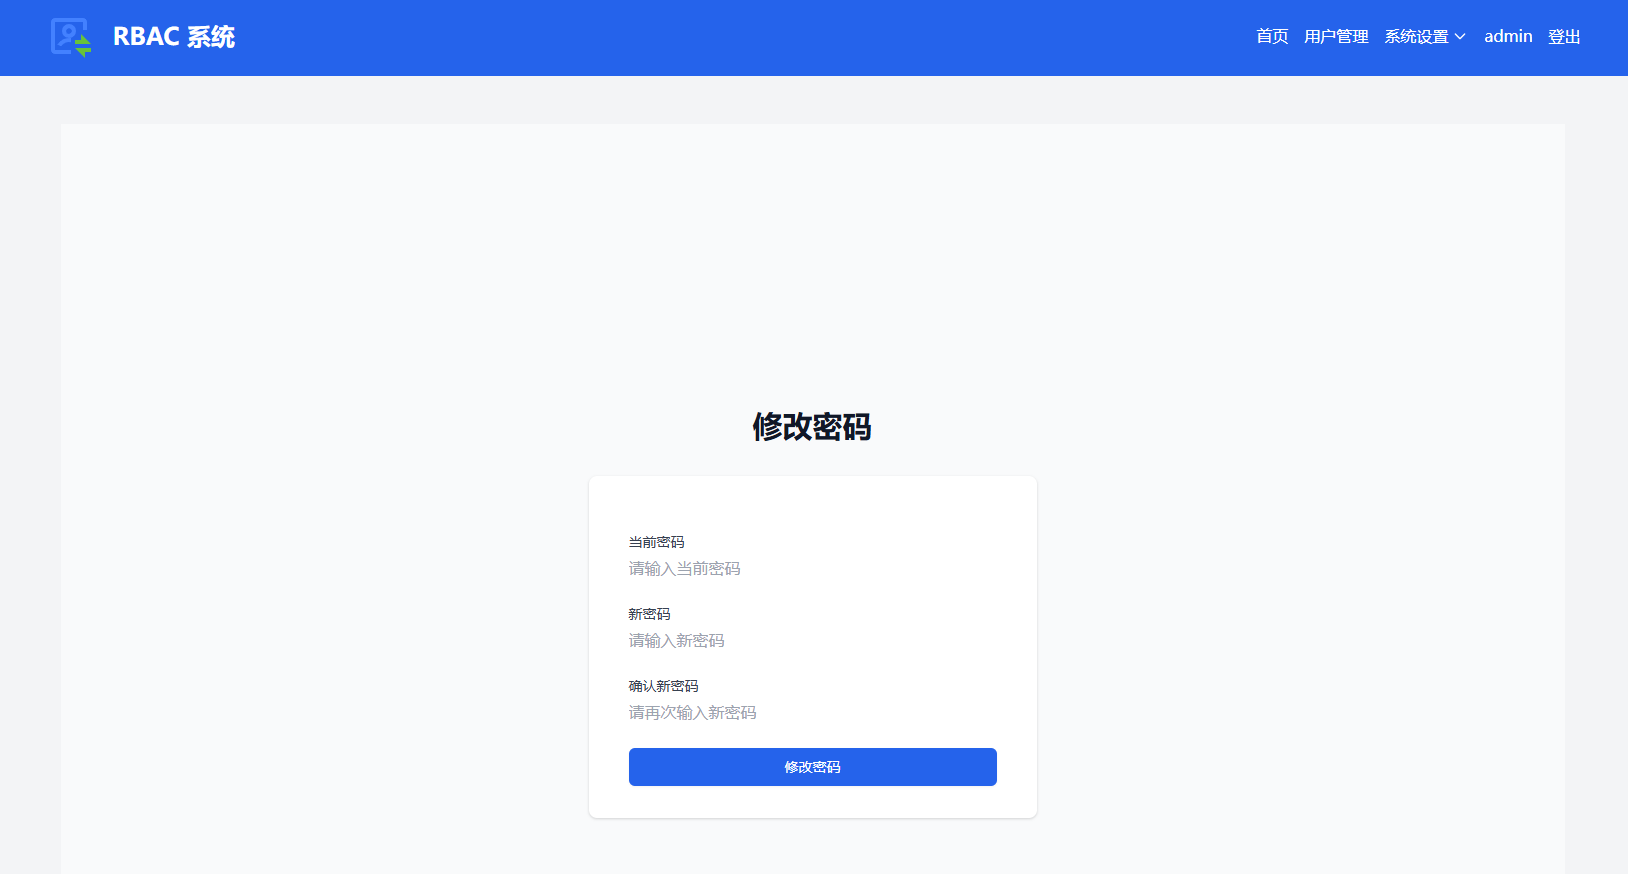 RBAC 系统
首页 用户管理 系统设置 admin 登出
修改密码
当前密码
请输入当前密码
新密码
请输入新密码
确认新密码
请再次输入新密码
修改密码